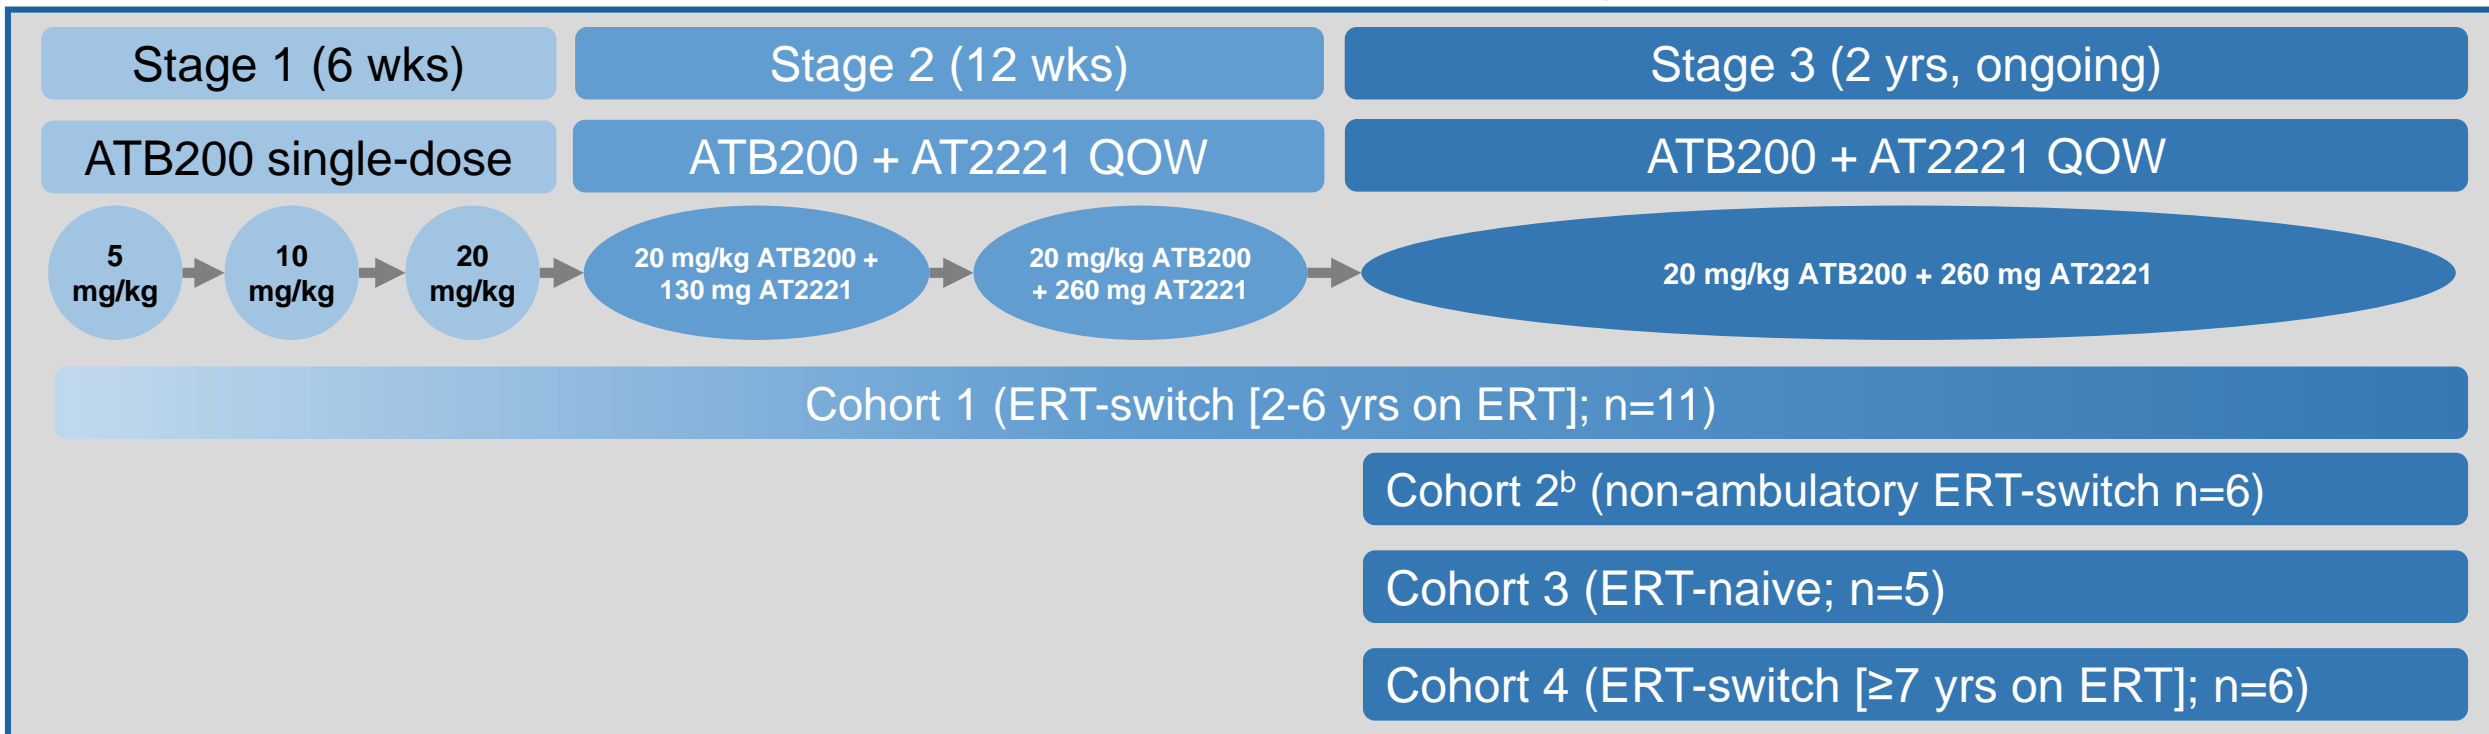 Stage 1 (6 wks)
Stage 2 (12 wks)
Stage 3 (2 yrs, ongoing)
ATB200 single-dose
ATB200 + AT2221 QOW
ATB200 + AT2221 QOW
5
mg/kg
10
mg/kg
20
mg/kg
20 mg/kg ATB200 +
130 mg AT2221
20 mg/kg ATB200
+ 260 mg AT2221
20 mg/kg ATB200 + 260 mg AT2221
Cohort 1 (ERT-switch [2-6 yrs on ERT]; n=11)
Cohort 2ᵇ (non-ambulatory ERT-switch n=6)
Cohort 3 (ERT-naive; n=5)
Cohort 4 (ERT-switch [≥7 yrs on ERT]; n=6)